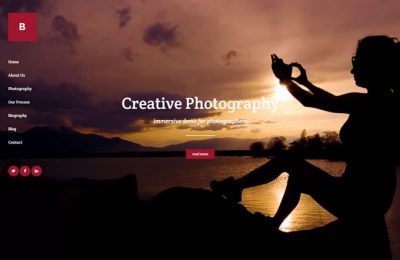 B
Home
About Us
Photography
Our Process
Biography
Blog
Contact
Creative Photography
Immersive demo for photographers
read more